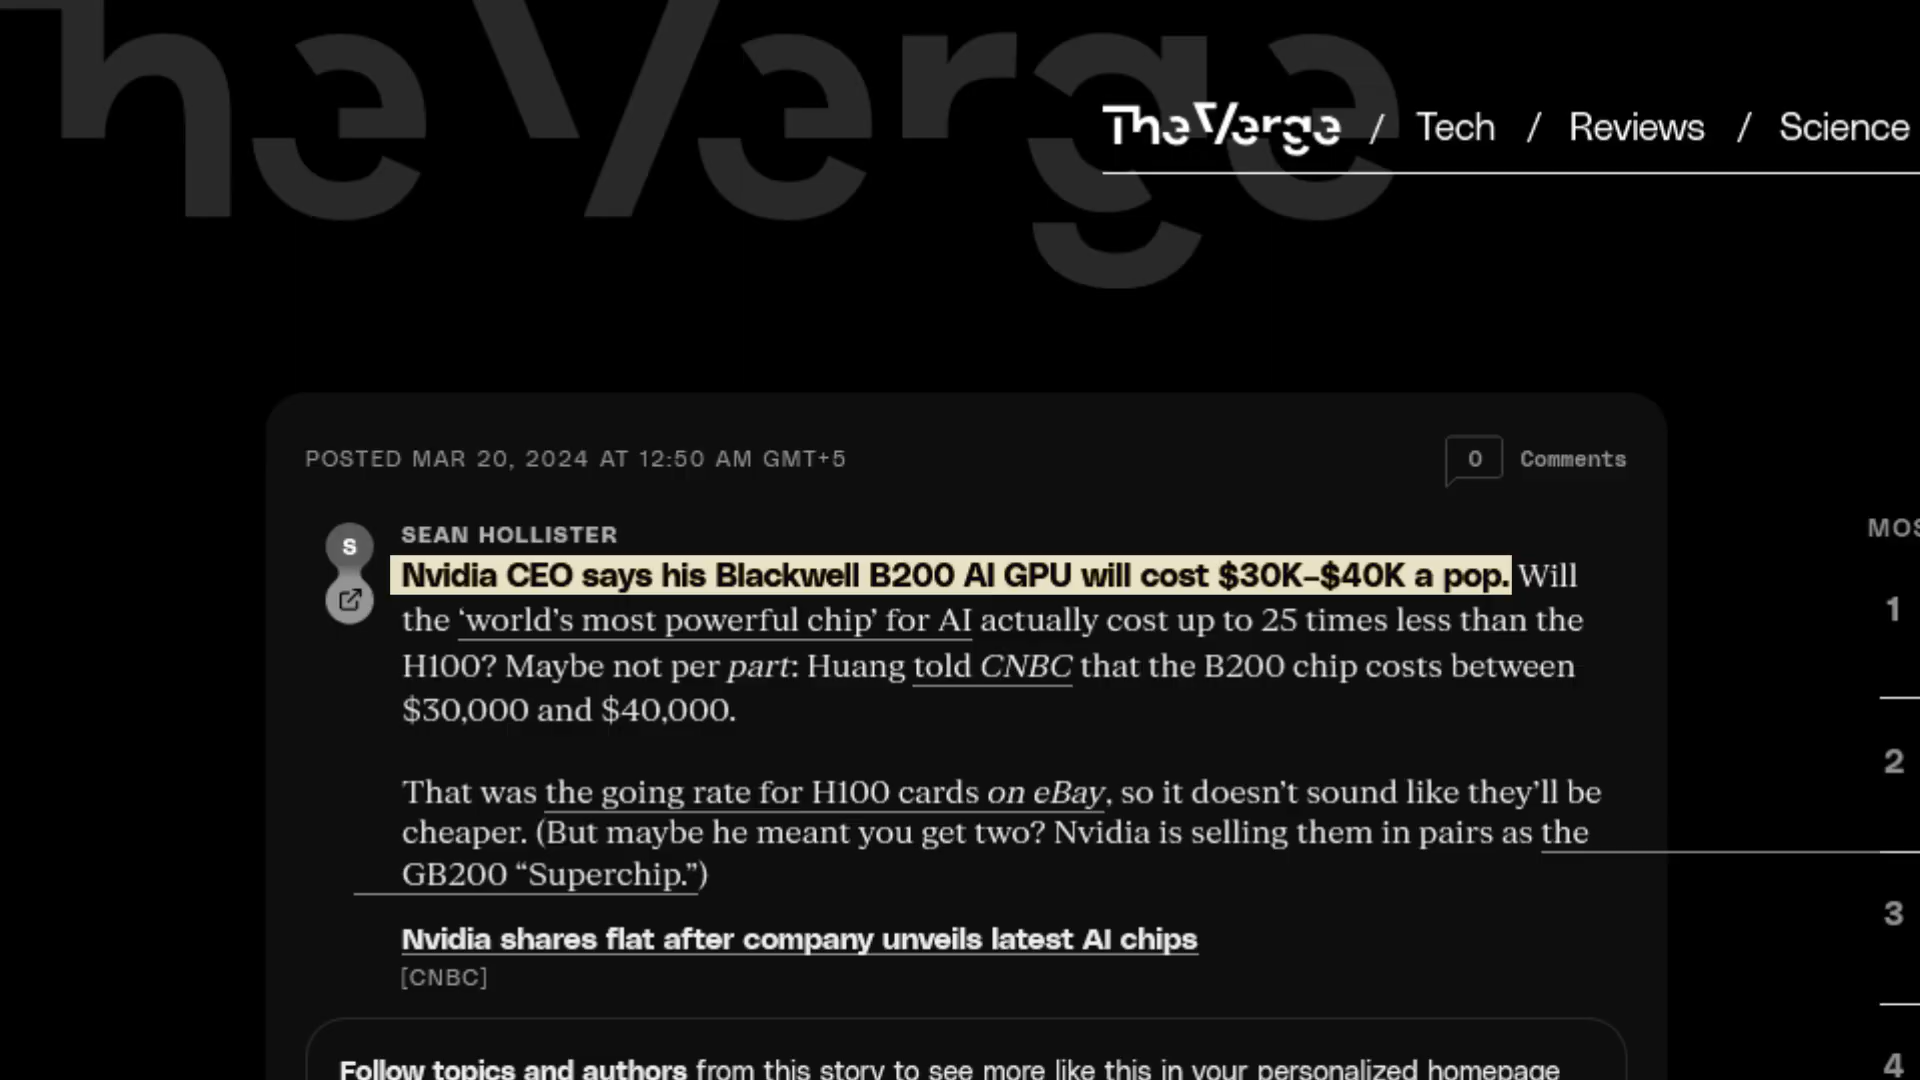 The Verge
The Verge / Tech / Reviews / Science
POSTED MAR 20, 2024 AT 12:50 AM GMT+5
0 Comments
S
SEAN HOLLISTER
Nvidia CEO says his Blackwell B200 AI GPU will cost $30K–$40K a pop. Will
the ‘world’s most powerful chip’ for AI actually cost up to 25 times less than the
H100? Maybe not per part: Huang told CNBC that the B200 chip costs between
$30,000 and $40,000.
That was the going rate for H100 cards on eBay, so it doesn’t sound like they’ll be
cheaper. (But maybe he meant you get two? Nvidia is selling them in pairs as the
GB200 “Superchip.”)
Nvidia shares flat after company unveils latest AI chips
[CNBC]
Follow topics and authors from this story to see more like this in your personalized homepage
MOS
1
2
3
4